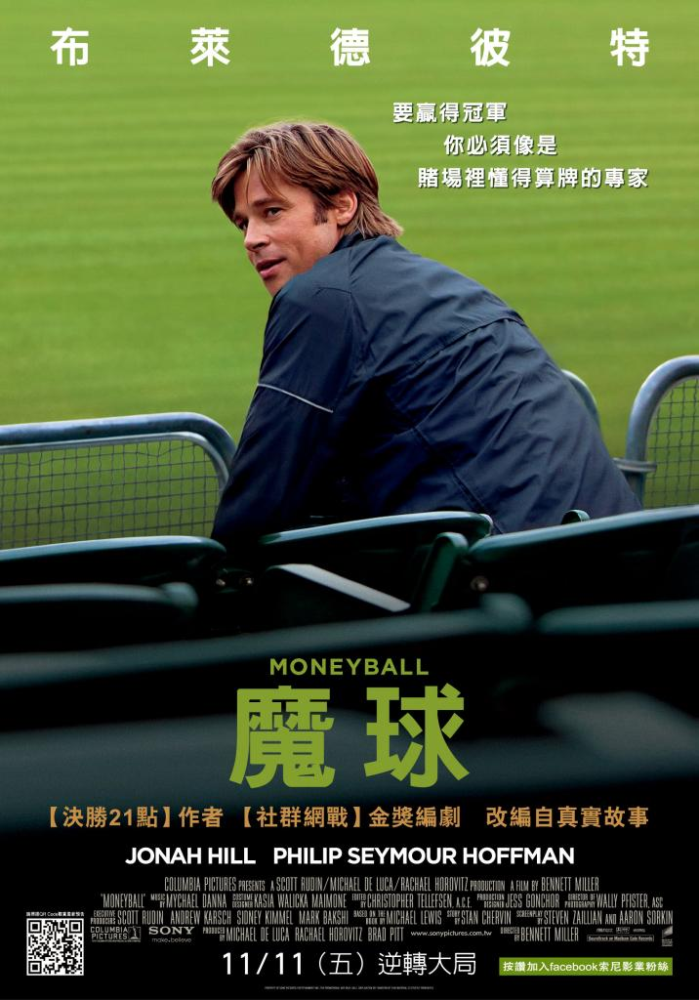 布萊德彼特
要贏得冠軍
你必須像是
賭場裡懂得算牌的專家
MONEYBALL
魔球
【決勝21點】作者 【社群網戰】金獎編劇 改編自真實故事
JONAH HILL PHILIP SEYMOUR HOFFMAN
COLUMBIA PICTURES PRESENTS A SCOTT RUDIN/MICHAEL DE LUCA/RACHAEL HOROVITZ PRODUCTION A FILM BY BENNETT MILLER
"MONEYBALL" MUSIC BY MYCHAEL DANNA COSTUME DESIGNER KASIA WALICKA MAIMONE EDITED BY CHRISTOPHER TELLEFSEN, A.C.E. PRODUCTION DESIGNER JESS GONCHOR DIRECTOR OF PHOTOGRAPHY WALLY PFISTER, ASC
EXECUTIVE PRODUCERS SCOTT RUDIN ANDREW KARSCH SIDNEY KIMMEL MARK BAKSHI BASED ON THE BOOK BY MICHAEL LEWIS STORY BY STAN CHERVIN SCREENPLAY BY STEVEN ZAILLIAN AND AARON SORKIN
COLUMBIA PICTURES SONY make.believe PRODUCED BY MICHAEL DE LUCA RACHAEL HOROVITZ BRAD PITT www.sonypictures.com.tw DIRECTED BY BENNETT MILLER Soundtrack on Madison Gate Records
11/11（五）逆轉大局
按讚加入facebook索尼影業粉絲